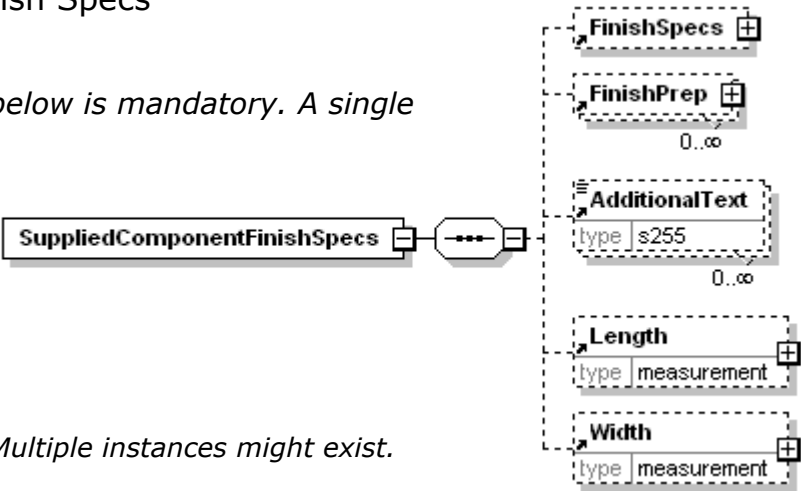 ish Specs
below is mandatory. A single
Multiple instances might exist.
SuppliedComponentFinishSpecs
FinishSpecs
FinishPrep
0..∞
AdditionalText
type s255
0..∞
Length
type measurement
Width
type measurement